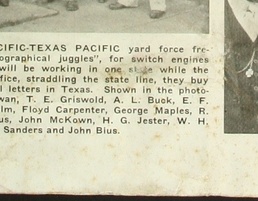 CIFIC-TEXAS PACIFIC yard force fre-
ographical juggles", for switch engines
will be working in one state while the
fice, straddling the state line, they buy
l letters in Texas. Shown in the photo-
wan, T. E. Griswold, A. L. Buck, E. F.
lm, Floyd Carpenter, George Maples, R.
us, John McKown, H. G. Jester, W. H.
Sanders and John Bius.